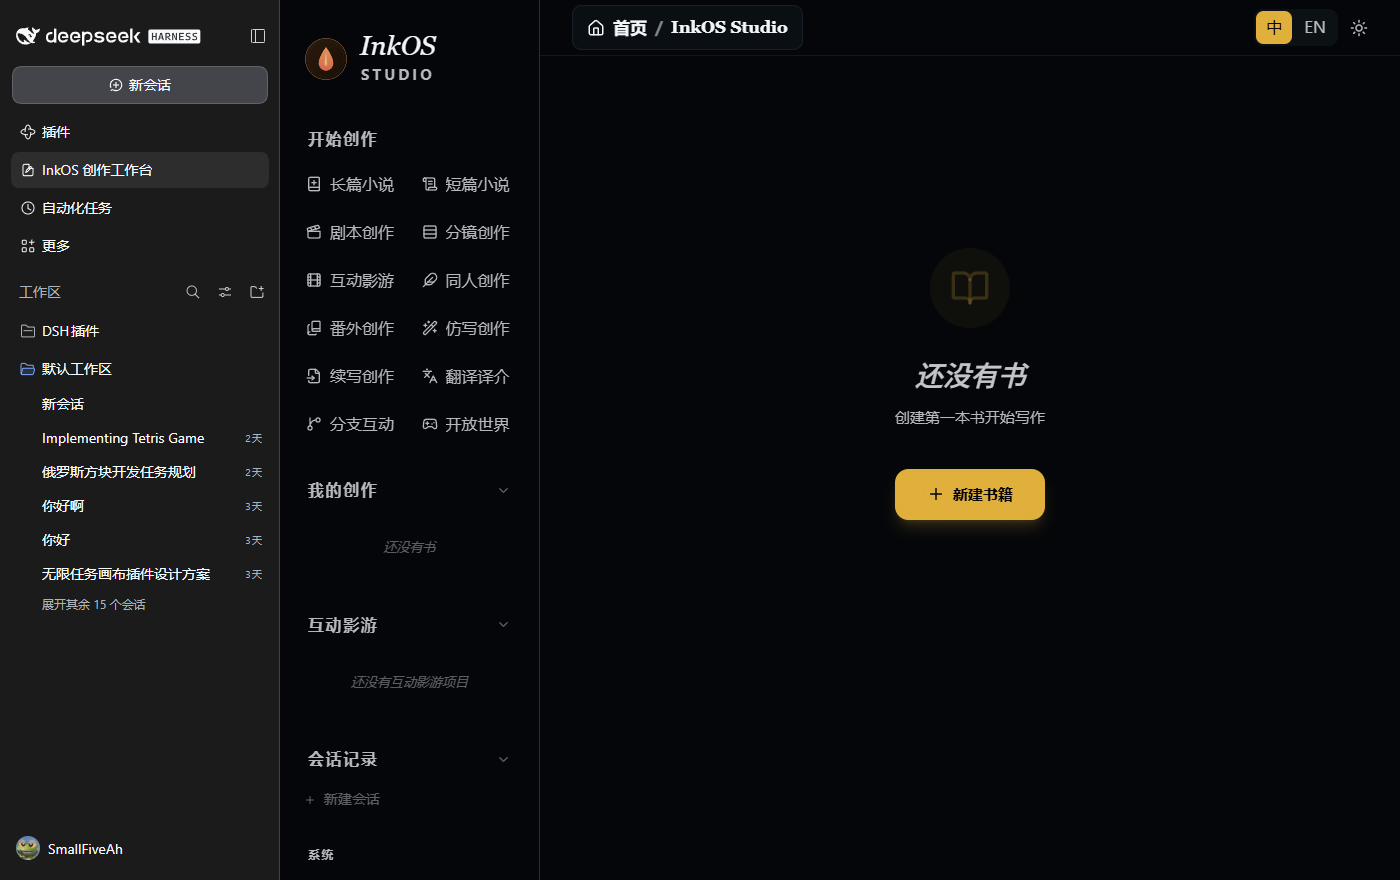 deepseek HARNESS
新会话
插件
InkOS 创作工作台
自动化任务
更多
工作区
DSH插件
默认工作区
新会话
Implementing Tetris Game 2天
俄罗斯方块开发任务规划 2天
你好啊 3天
你好 3天
无限任务画布插件设计方案 3天
展开其余 15 个会话
SmallFiveAh
InkOS
STUDIO
开始创作
长篇小说 短篇小说
剧本创作 分镜创作
互动影游 同人创作
番外创作 仿写创作
续写创作 翻译译介
分支互动 开放世界
我的创作
还没有书
互动影游
还没有互动影游项目
会话记录
+ 新建会话
系统
首页 / InkOS Studio
中 EN
还没有书
创建第一本书开始写作
+ 新建书籍